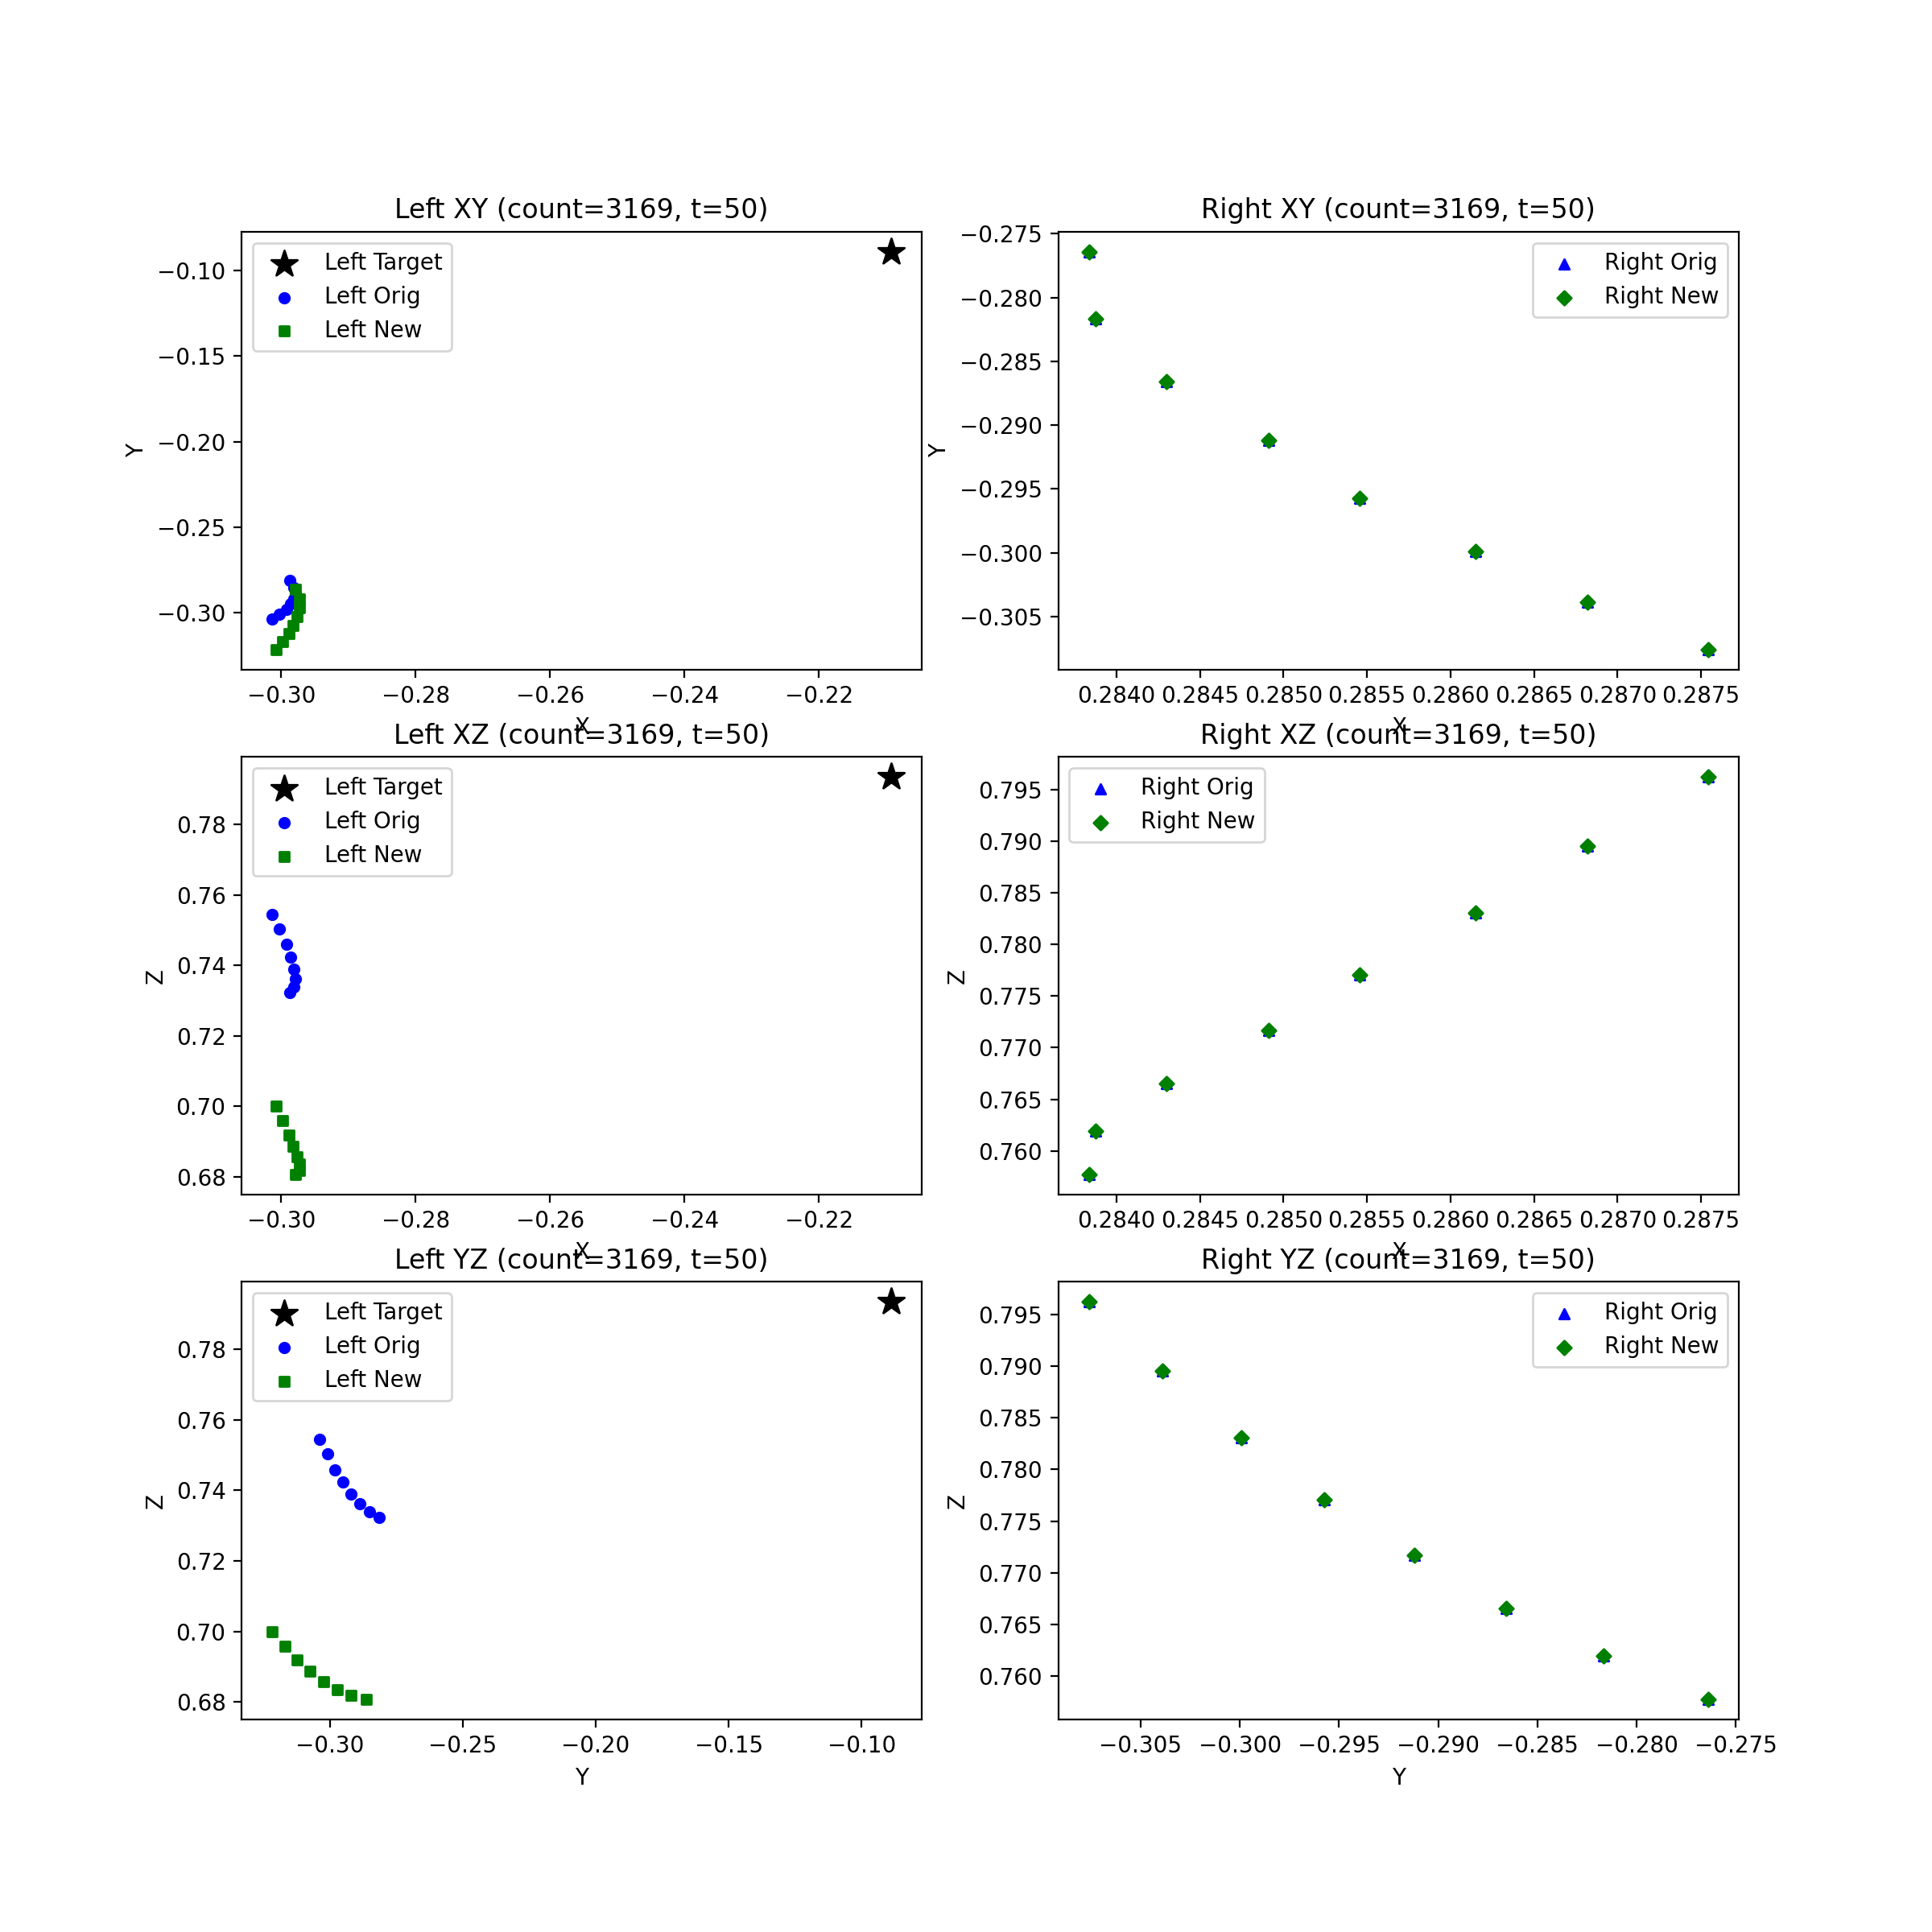 Left XY (count=3169, t=50)
Left Target
Left Orig
Left New
−0.10
−0.15
−0.20
−0.25
−0.30
Y
−0.30 −0.28 −0.26 −0.24 −0.22
X
Right XY (count=3169, t=50)
Right Orig
Right New
−0.275
−0.280
−0.285
−0.290
−0.295
−0.300
−0.305
Y
0.2840 0.2845 0.2850 0.2855 0.2860 0.2865 0.2870 0.2875
X
Left XZ (count=3169, t=50)
Left Target
Left Orig
Left New
0.78
0.76
0.74
0.72
0.70
0.68
Z
−0.30 −0.28 −0.26 −0.24 −0.22
X
Right XZ (count=3169, t=50)
Right Orig
Right New
0.795
0.790
0.785
0.780
0.775
0.770
0.765
0.760
Z
0.2840 0.2845 0.2850 0.2855 0.2860 0.2865 0.2870 0.2875
X
Left YZ (count=3169, t=50)
Left Target
Left Orig
Left New
0.78
0.76
0.74
0.72
0.70
0.68
Z
−0.30 −0.25 −0.20 −0.15 −0.10
Y
Right YZ (count=3169, t=50)
Right Orig
Right New
0.795
0.790
0.785
0.780
0.775
0.770
0.765
0.760
Z
−0.305 −0.300 −0.295 −0.290 −0.285 −0.280 −0.275
Y